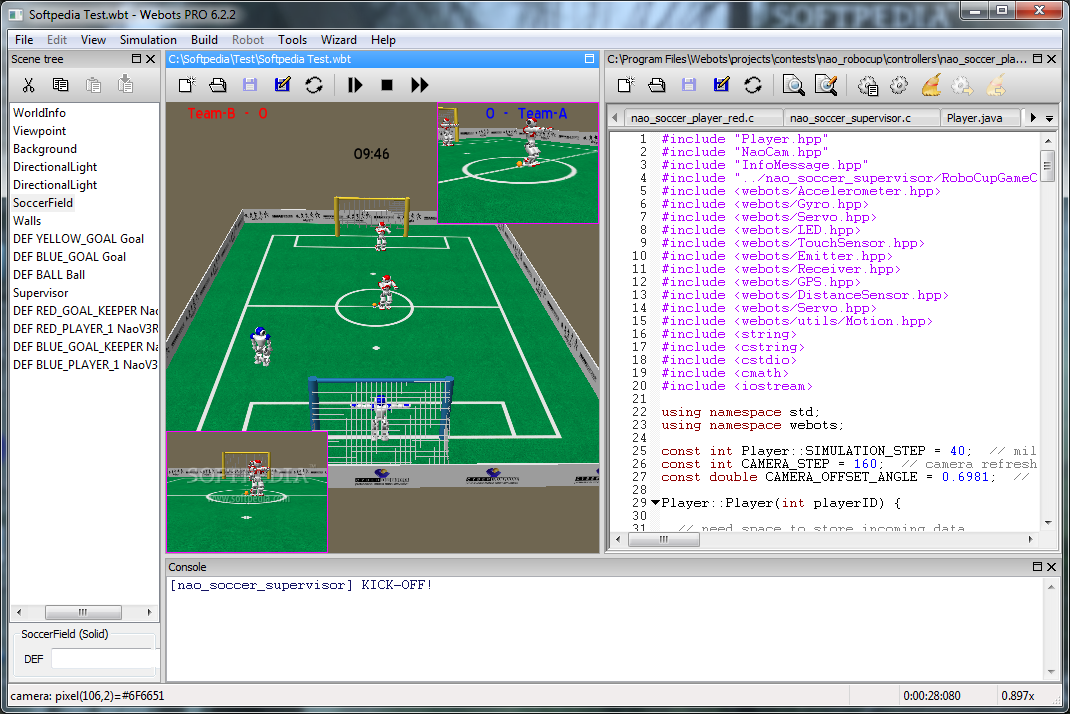 Softpedia Test.wbt - Webots PRO 6.2.2
SOFTPEDIA
File Edit View Simulation Build Robot Tools Wizard Help
Scene tree
WorldInfo
Viewpoint
Background
DirectionalLight
DirectionalLight
SoccerField
Walls
DEF YELLOW_GOAL Goal
DEF BLUE_GOAL Goal
DEF BALL Ball
Supervisor
DEF RED_GOAL_KEEPER Nao
DEF RED_PLAYER_1 NaoV3R
DEF BLUE_GOAL_KEEPER Na
DEF BLUE_PLAYER_1 NaoV3
SoccerField (Solid)
DEF
C:\Softpedia\Test\Softpedia Test.wbt
Team-B - 0
0 - Team-A
09:46
SOFTPEDIA
www.softpedia.com
C:\Program Files\Webots\projects\contests\nao_robocup\controllers\nao_soccer_pla...
nao_soccer_player_red.c nao_soccer_supervisor.c Player.java
1 #include "Player.hpp"
2 #include "NaoCam.hpp"
3 #include "InfoMessage.hpp"
4 #include "../nao_soccer_supervisor/RoboCupGameC
5 #include <webots/Accelerometer.hpp>
6 #include <webots/Gyro.hpp>
7 #include <webots/Servo.hpp>
8 #include <webots/LED.hpp>
9 #include <webots/TouchSensor.hpp>
10 #include <webots/Emitter.hpp>
11 #include <webots/Receiver.hpp>
12 #include <webots/GPS.hpp>
13 #include <webots/DistanceSensor.hpp>
14 #include <webots/Servo.hpp>
15 #include <webots/utils/Motion.hpp>
16 #include <string>
17 #include <cstring>
18 #include <cstdio>
19 #include <cmath>
20 #include <iostream>
21
22 using namespace std;
23 using namespace webots;
24
25 const int Player::SIMULATION_STEP = 40; // mil
26 const int CAMERA_STEP = 160; // camera refresh
27 const double CAMERA_OFFSET_ANGLE = 0.6981; //
28
29 Player::Player(int playerID) {
30
31 // need space to store incoming data
Console
[nao_soccer_supervisor] KICK-OFF!
camera: pixel(106,2)=#6F6651
0:00:28:080
0.897x